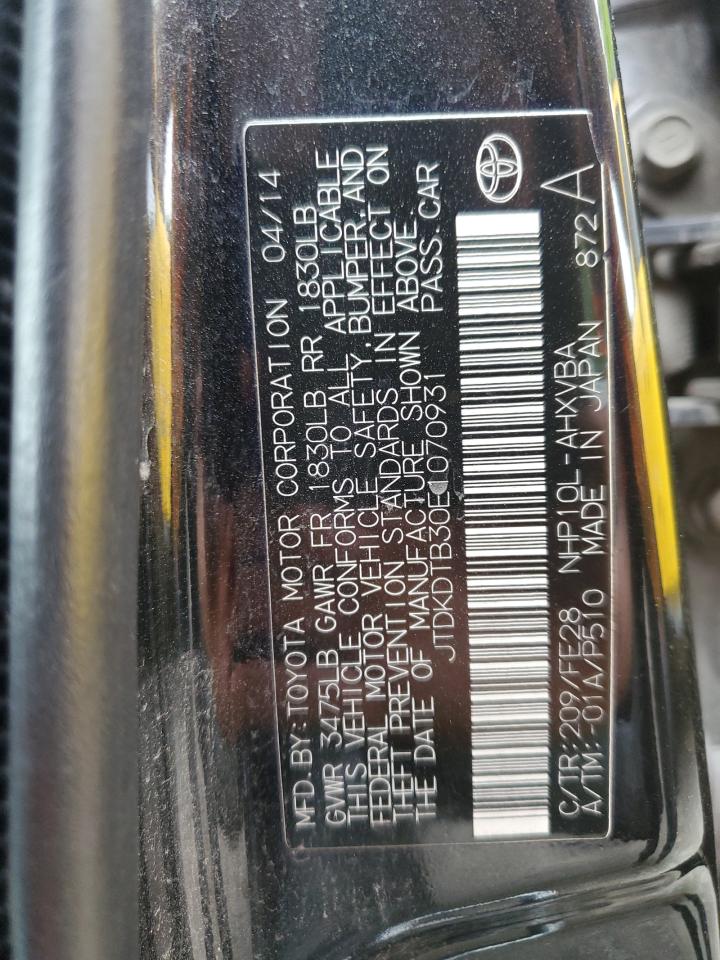 MFD.BY:TOYOTA MOTOR CORPORATION 04/14
GVWR 3475LB GAWR FR 1830LB RR 1830LB
THIS VEHICLE CONFORMS TO ALL APPLICABLE
FEDERAL MOTOR VEHICLE SAFETY,BUMPER,AND
THEFT PREVENTION STANDARDS IN EFFECT ON
THE DATE OF MANUFACTURE SHOWN ABOVE.
JTDKDTB30E1070931 PASS.CAR
C/TR:209/FE28 NHP10L-AHXVBA 872A
A/TM:-01A/P510 MADE IN JAPAN